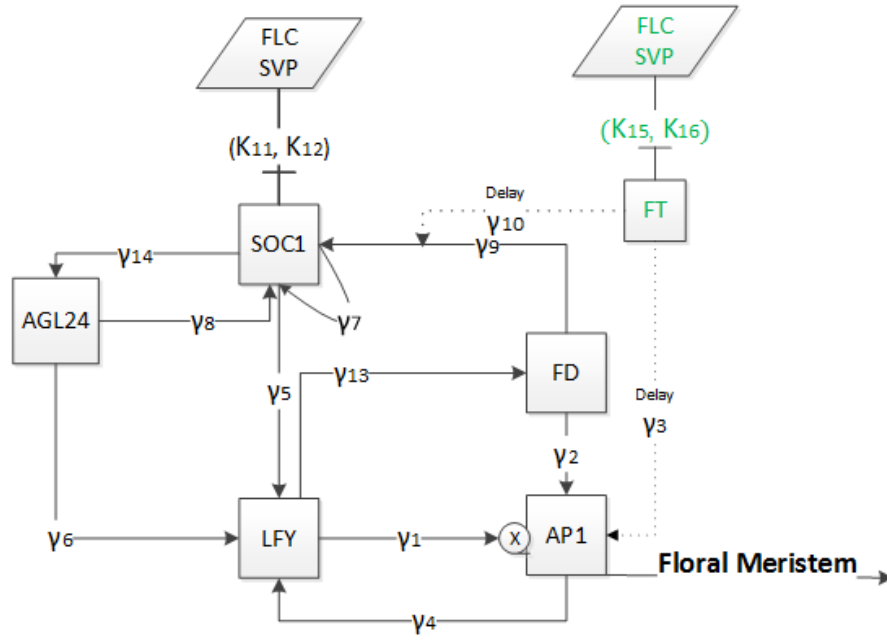 FLC
SVP
FLC
SVP
(K11, K12)
(K15, K16)
Delay
γ10
FT
SOC1
γ9
γ14
AGL24
γ8
γ7
γ13
FD
γ5
Delay
γ3
γ2
γ6
LFY
γ1
X
AP1
Floral Meristem
γ4